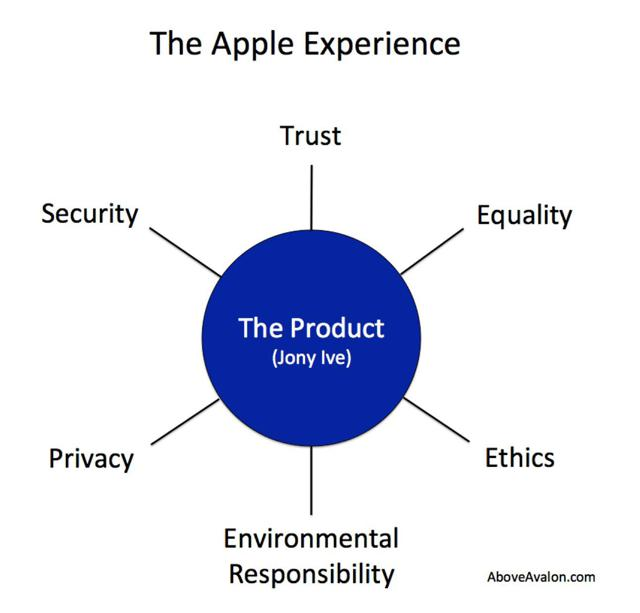 The Apple Experience
Trust
Security
Equality
The Product
(Jony Ive)
Privacy
Ethics
Environmental
Responsibility
AboveAvalon.com